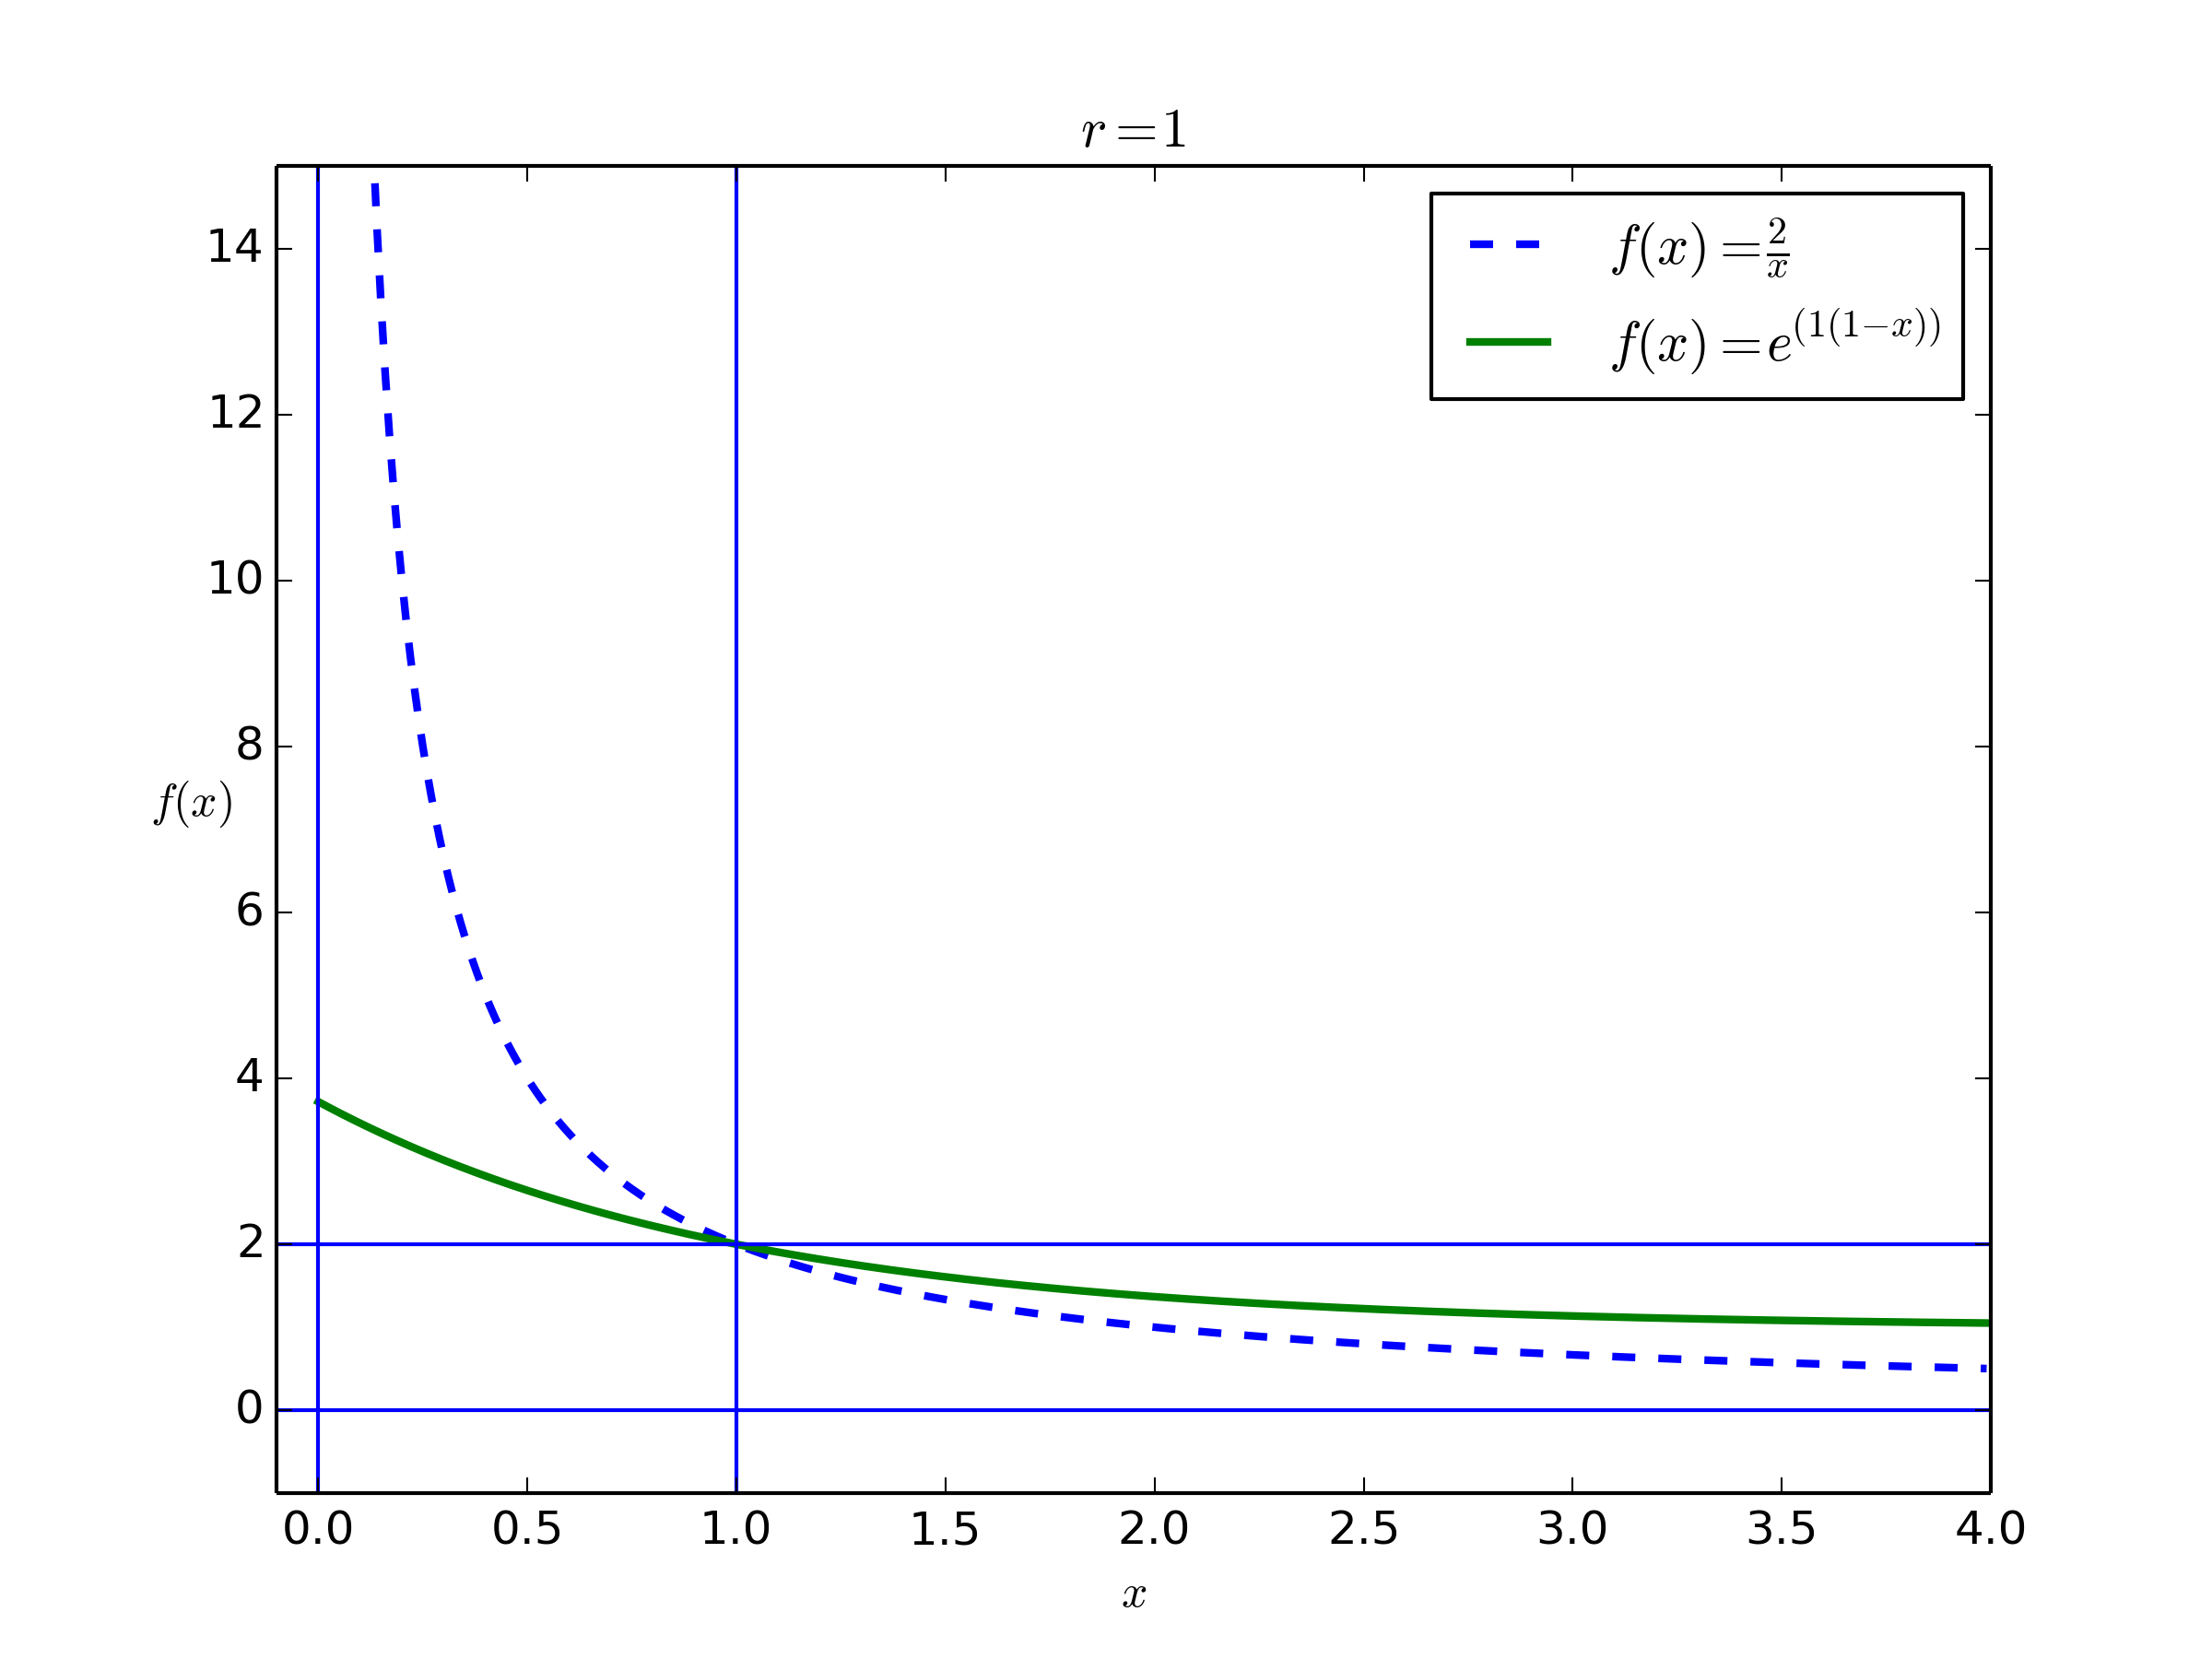 r = 1
f(x) = 2/x
f(x) = e^(1(1−x))
14
12
10
8
f(x)
6
4
2
0
0.0 0.5 1.0 1.5 2.0 2.5 3.0 3.5 4.0
x